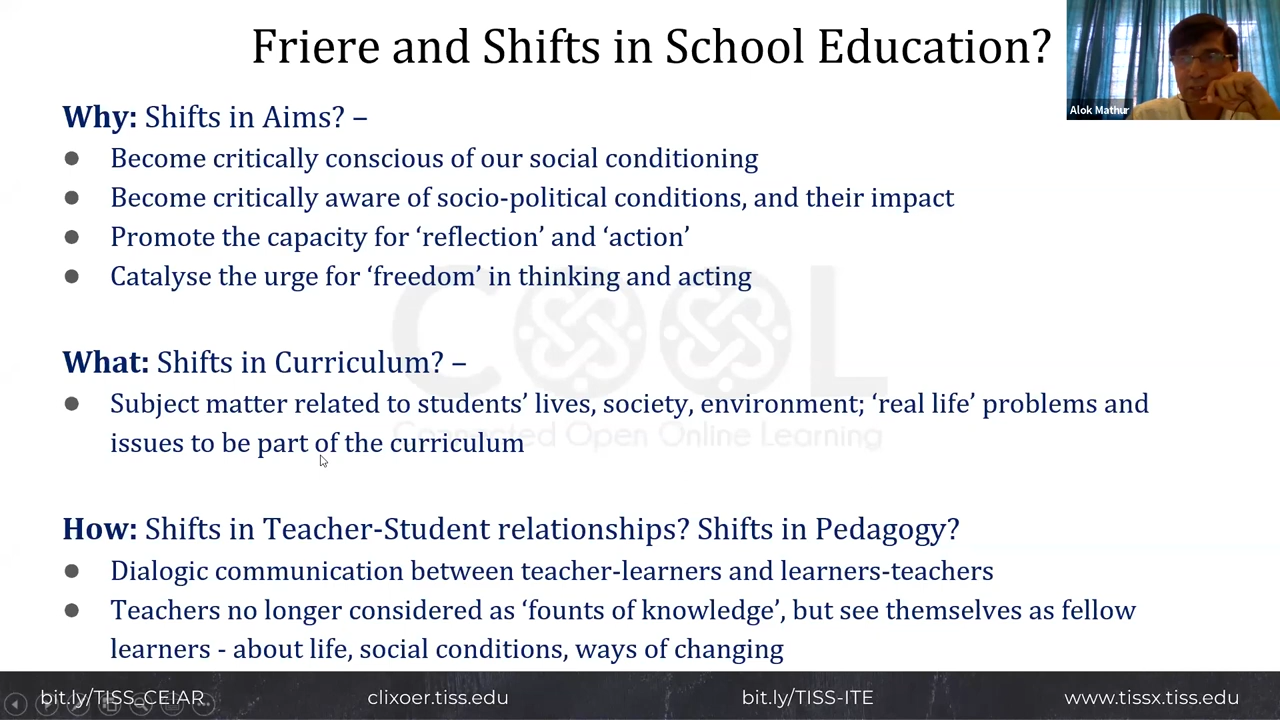 Friere and Shifts in School Education?
Alok Mathur
Why: Shifts in Aims? –
● Become critically conscious of our social conditioning
● Become critically aware of socio-political conditions, and their impact
● Promote the capacity for ‘reflection’ and ‘action’
● Catalyse the urge for ‘freedom’ in thinking and acting
COOL
What: Shifts in Curriculum? –
● Subject matter related to students’ lives, society, environment; ‘real life’ problems and
Connected Open Online Learning
issues to be part of the curriculum
How: Shifts in Teacher-Student relationships? Shifts in Pedagogy?
● Dialogic communication between teacher-learners and learners-teachers
● Teachers no longer considered as ‘founts of knowledge’, but see themselves as fellow
learners - about life, social conditions, ways of changing
bit.ly/TISS_CEIAR clixoer.tiss.edu bit.ly/TISS-ITE www.tissx.tiss.edu